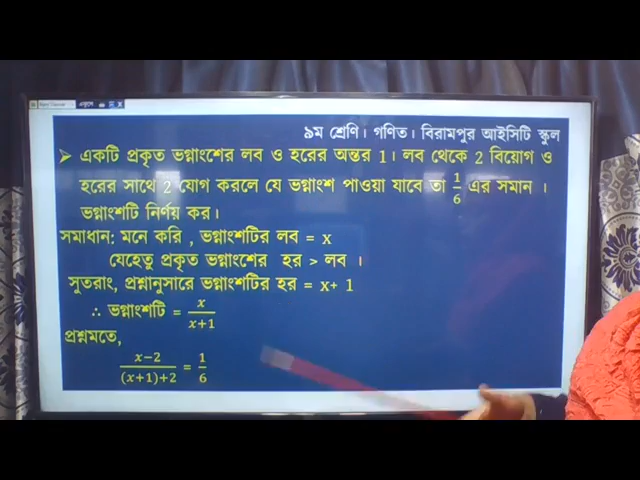 ৯ম শ্রেণি। গণিত। বিরামপুর আইসিটি স্কুল
➢ একটি প্রকৃত ভগ্নাংশের লব ও হরের অন্তর 1। লব থেকে 2 বিয়োগ ও
হরের সাথে 2 যোগ করলে যে ভগ্নাংশ পাওয়া যাবে তা 1/6 এর সমান ।
ভগ্নাংশটি নির্ণয় কর।
সমাধান: মনে করি , ভগ্নাংশটির লব = x
যেহেতু প্রকৃত ভগ্নাংশের হর > লব ।
সুতরাং, প্রশ্নানুসারে ভগ্নাংশটির হর = x+ 1
∴ ভগ্নাংশটি = x/(x+1)
প্রশ্নমতে,
(x−2)/((x+1)+2) = 1/6